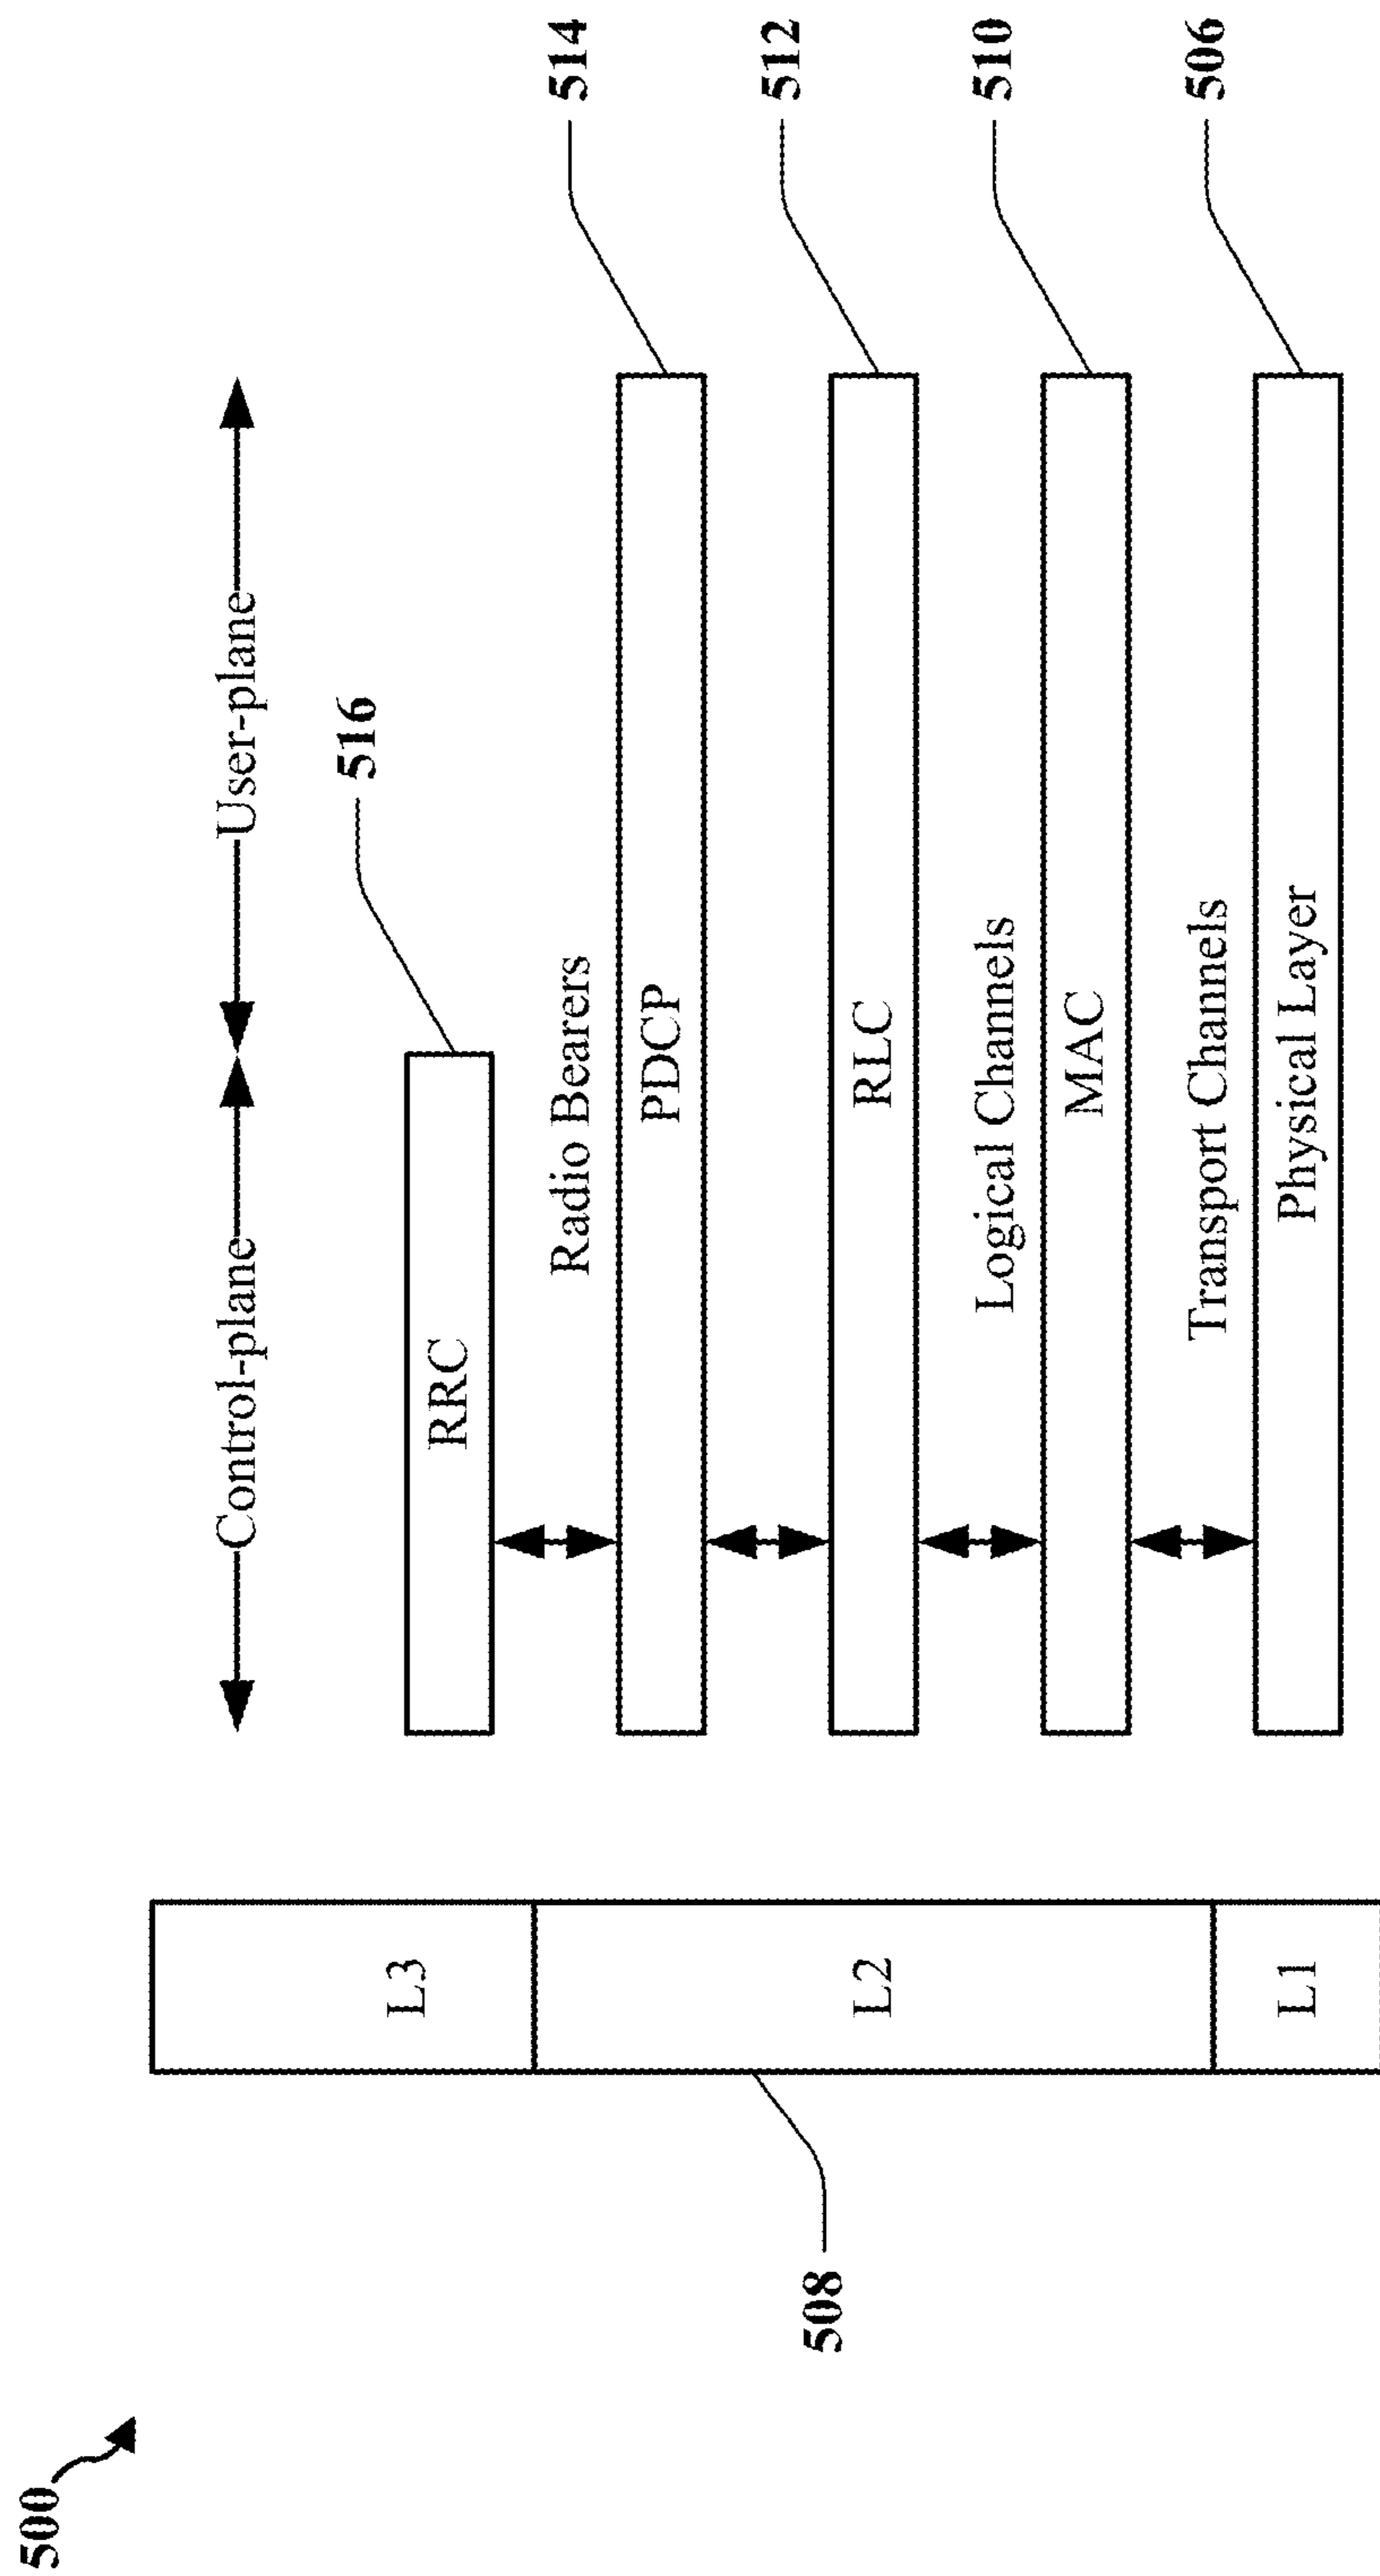 500
Control-plane
User-plane
516
RRC
L3
Radio Bearers
514
PDCP
512
RLC
L2
508
Logical Channels
510
MAC
Transport Channels
506
Physical Layer
L1